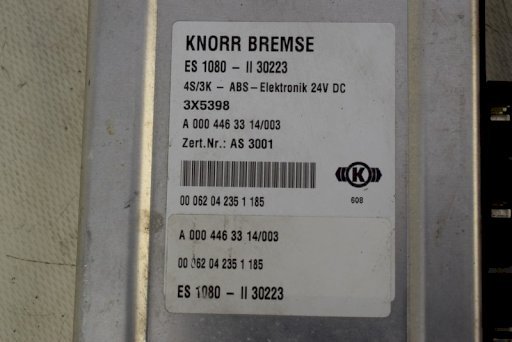 KNORR BREMSE
ES 1080 - II 30223
4S/3K - ABS-Elektronik 24V DC
3X5398
A 000 446 33 14/003
Zert.Nr.: AS 3001
K
00 062 04 235 1 185
608
A 000 446 33 14/003
00 062 04 235 1 185
ES 1080 - II 30223